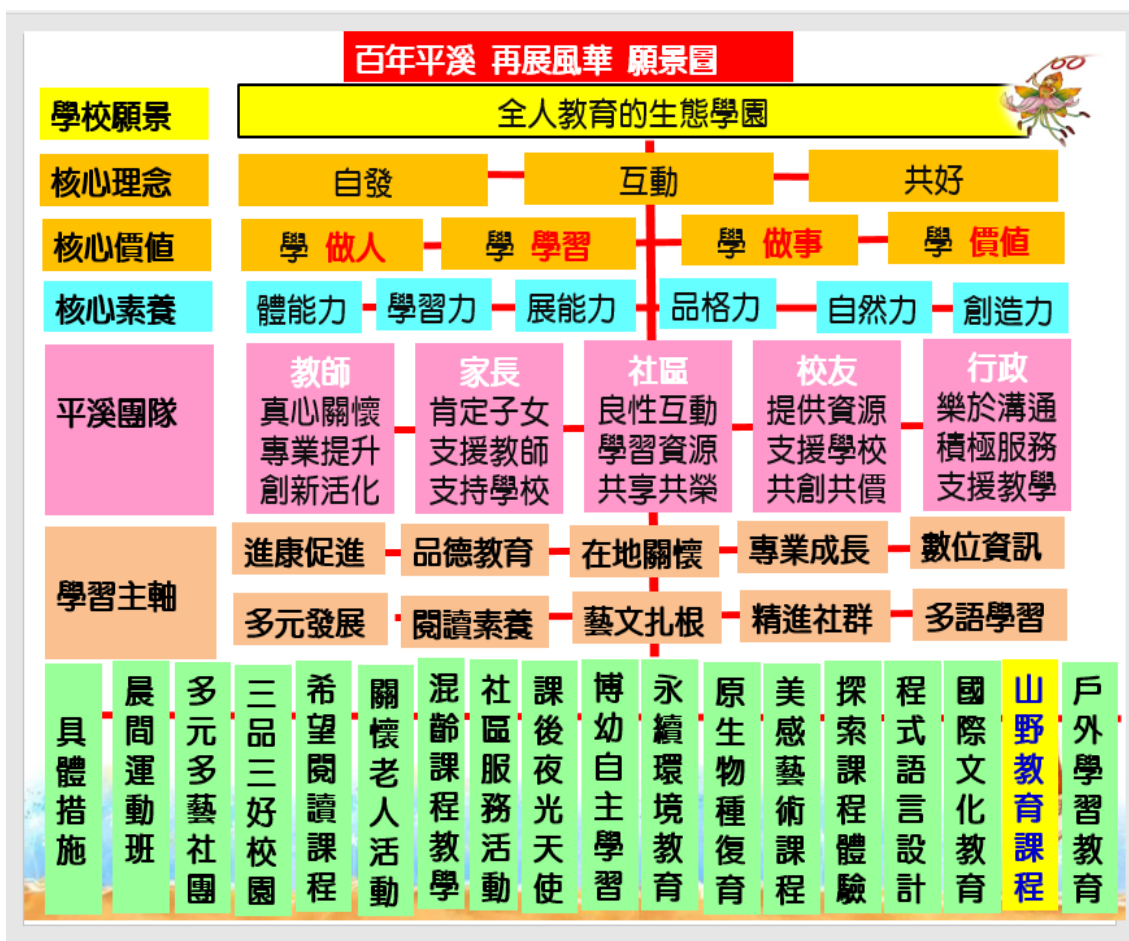 百年平溪 再展風華 願景圖
學校願景
全人教育的生態學園
核心理念
自發
互動
共好
核心價值
學 做人
學 學習
學 做事
學 價值
核心素養
體能力
學習力
展能力
品格力
自然力
創造力
平溪團隊
教師
真心關懷
專業提升
創新活化
家長
肯定子女
支援教師
支持學校
社區
良性互動
學習資源
共享共榮
校友
提供資源
支援學校
共創共價
行政
樂於溝通
積極服務
支援教學
學習主軸
進康促進
品德教育
在地關懷
專業成長
數位資訊
多元發展
閱讀素養
藝文扎根
精進社群
多語學習
具體措施
晨間運動班
多元多藝社團
三品三好校園
希望閱讀課程
關懷老人活動
混齡課程教學
社區服務活動
課後夜光天使
博幼自主學習
永續環境教育
原生物種復育
美感藝術課程
探索課程體驗
程式語言設計
國際文化教育
山野教育課程
戶外學習教育